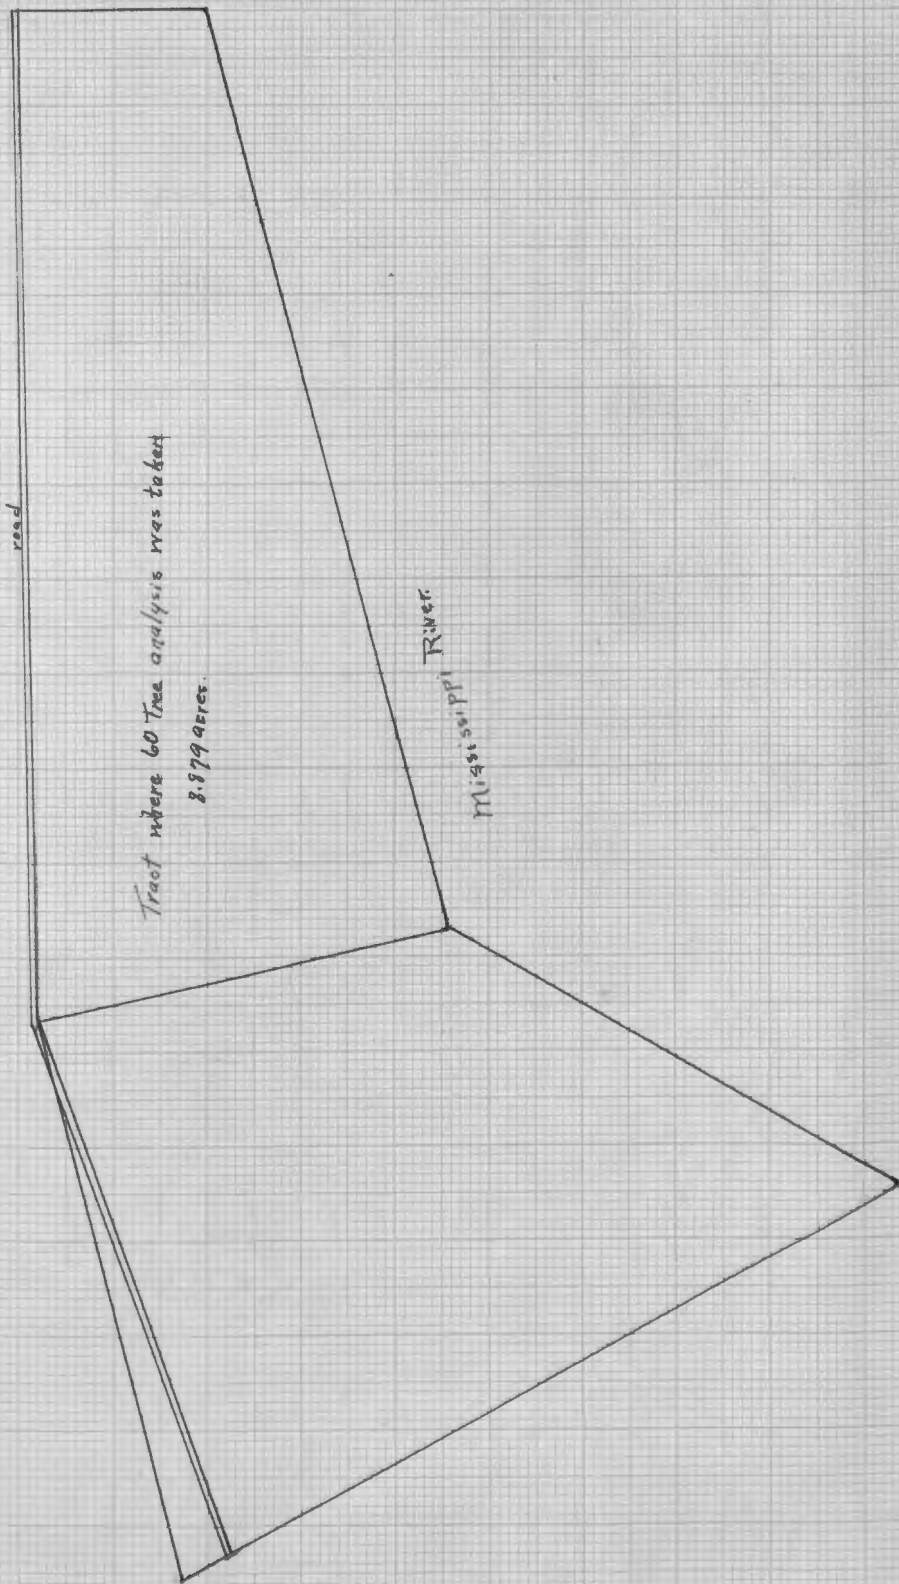 road
Tract where 60 Tree analysis was taken
8.879 acres.
Mississippi River.